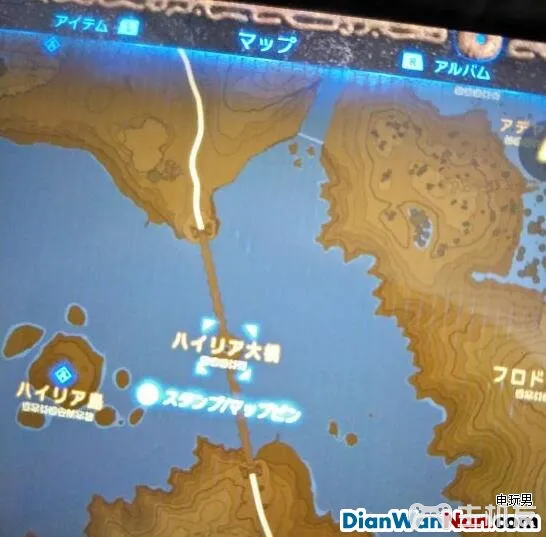 アイテム L
マップ
R アルバム
アデヤ
ハイリア大橋
ハイリア島
スタンプ/マップピン
フロド
电玩男
DianWanNan.com